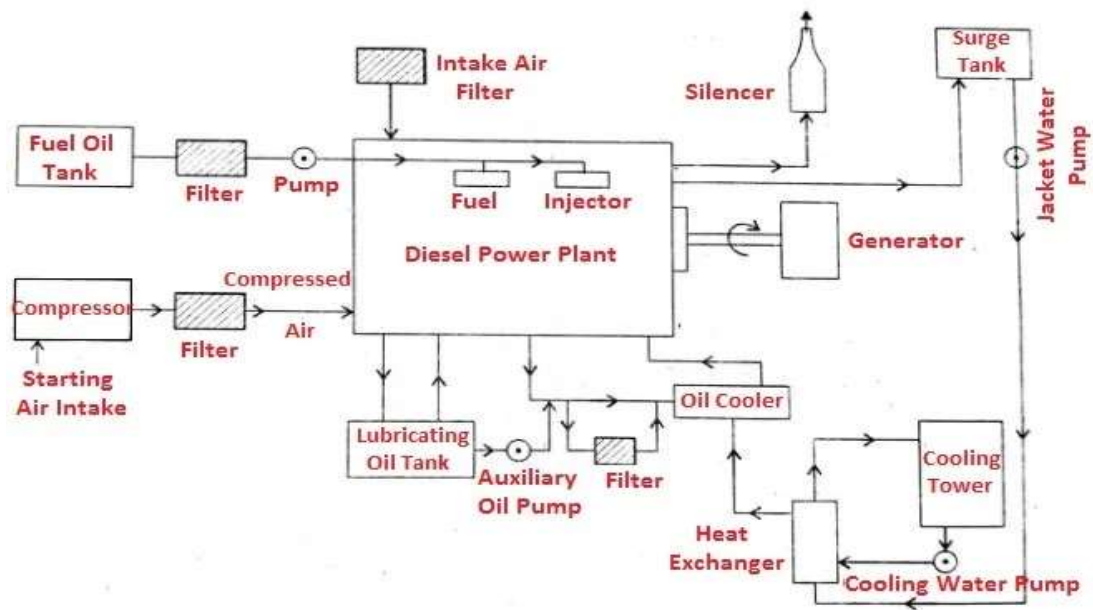 Intake Air
Filter
Silencer
Surge
Tank
Fuel Oil
Tank
Filter
Pump
Fuel
Injector
Jacket Water
Pump
Generator
Diesel Power Plant
Compressor
Filter
Compressed
Air
Starting
Air Intake
Oil Cooler
Lubricating
Oil Tank
Auxiliary
Oil Pump
Filter
Cooling
Tower
Heat
Exchanger
Cooling Water Pump